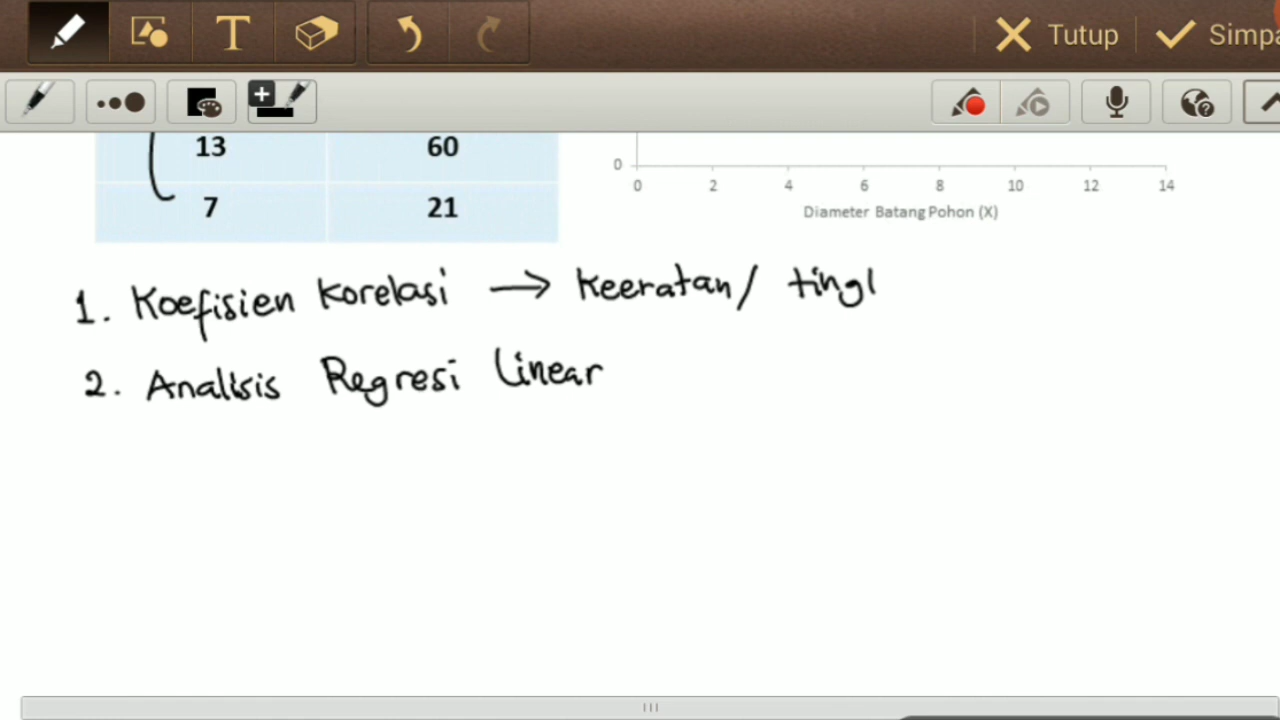 T Tutup Simpa
13 60
7 21
0
0 2 4 6 8 10 12 14
Diameter Batang Pohon (X)
1. Koefisien Korelasi → Keeratan/ tingl
2. Analisis Regresi Linear